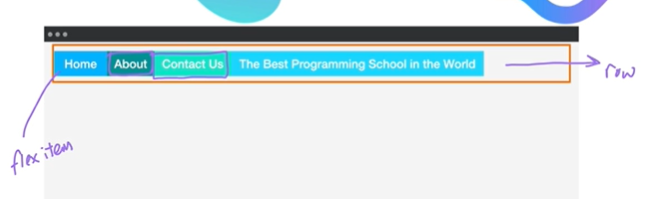 Home About Contact Us The Best Programming School in the World
row
flex item